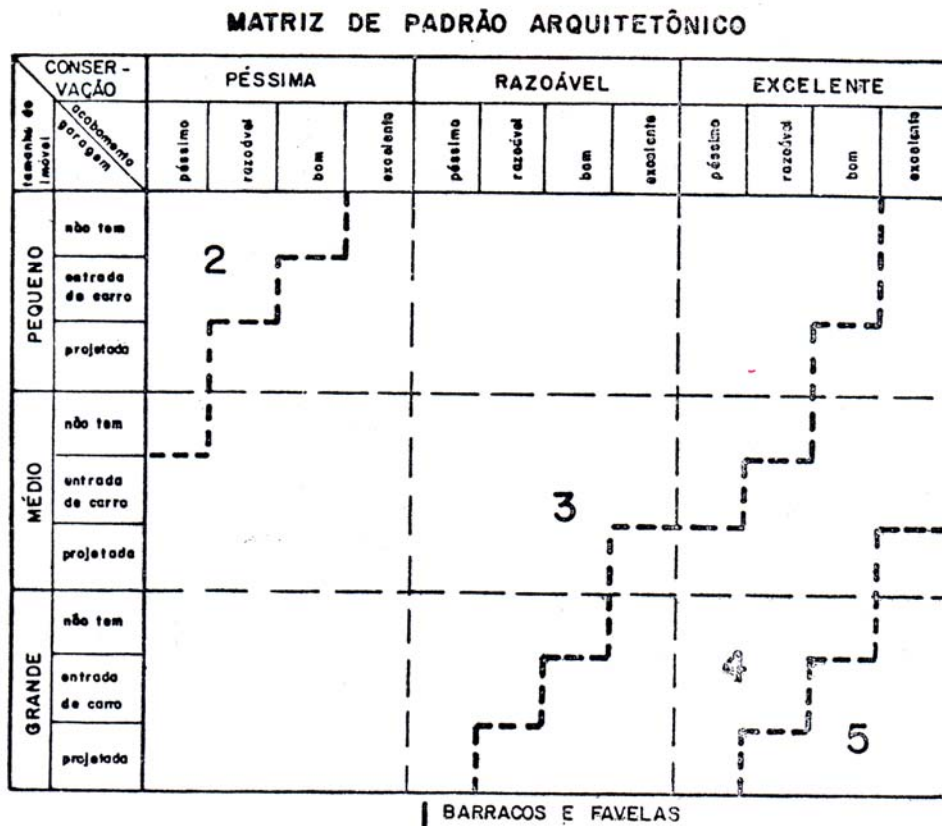 MATRIZ DE PADRÃO ARQUITETÔNICO
CONSER-
VAÇÃO
PÉSSIMA
RAZOÁVEL
EXCELENTE
tamanho do
imóvel
acabamento
garagem
péssimo
razoável
bom
excelente
péssimo
razoável
bom
excelente
péssimo
razoável
bom
excelente
PEQUENO
não tem
2
entrada
de carro
projetada
MÉDIO
não tem
entrada
de carro
3
projetada
GRANDE
não tem
entrada
de carro
4
projetada
5
BARRACOS E FAVELAS